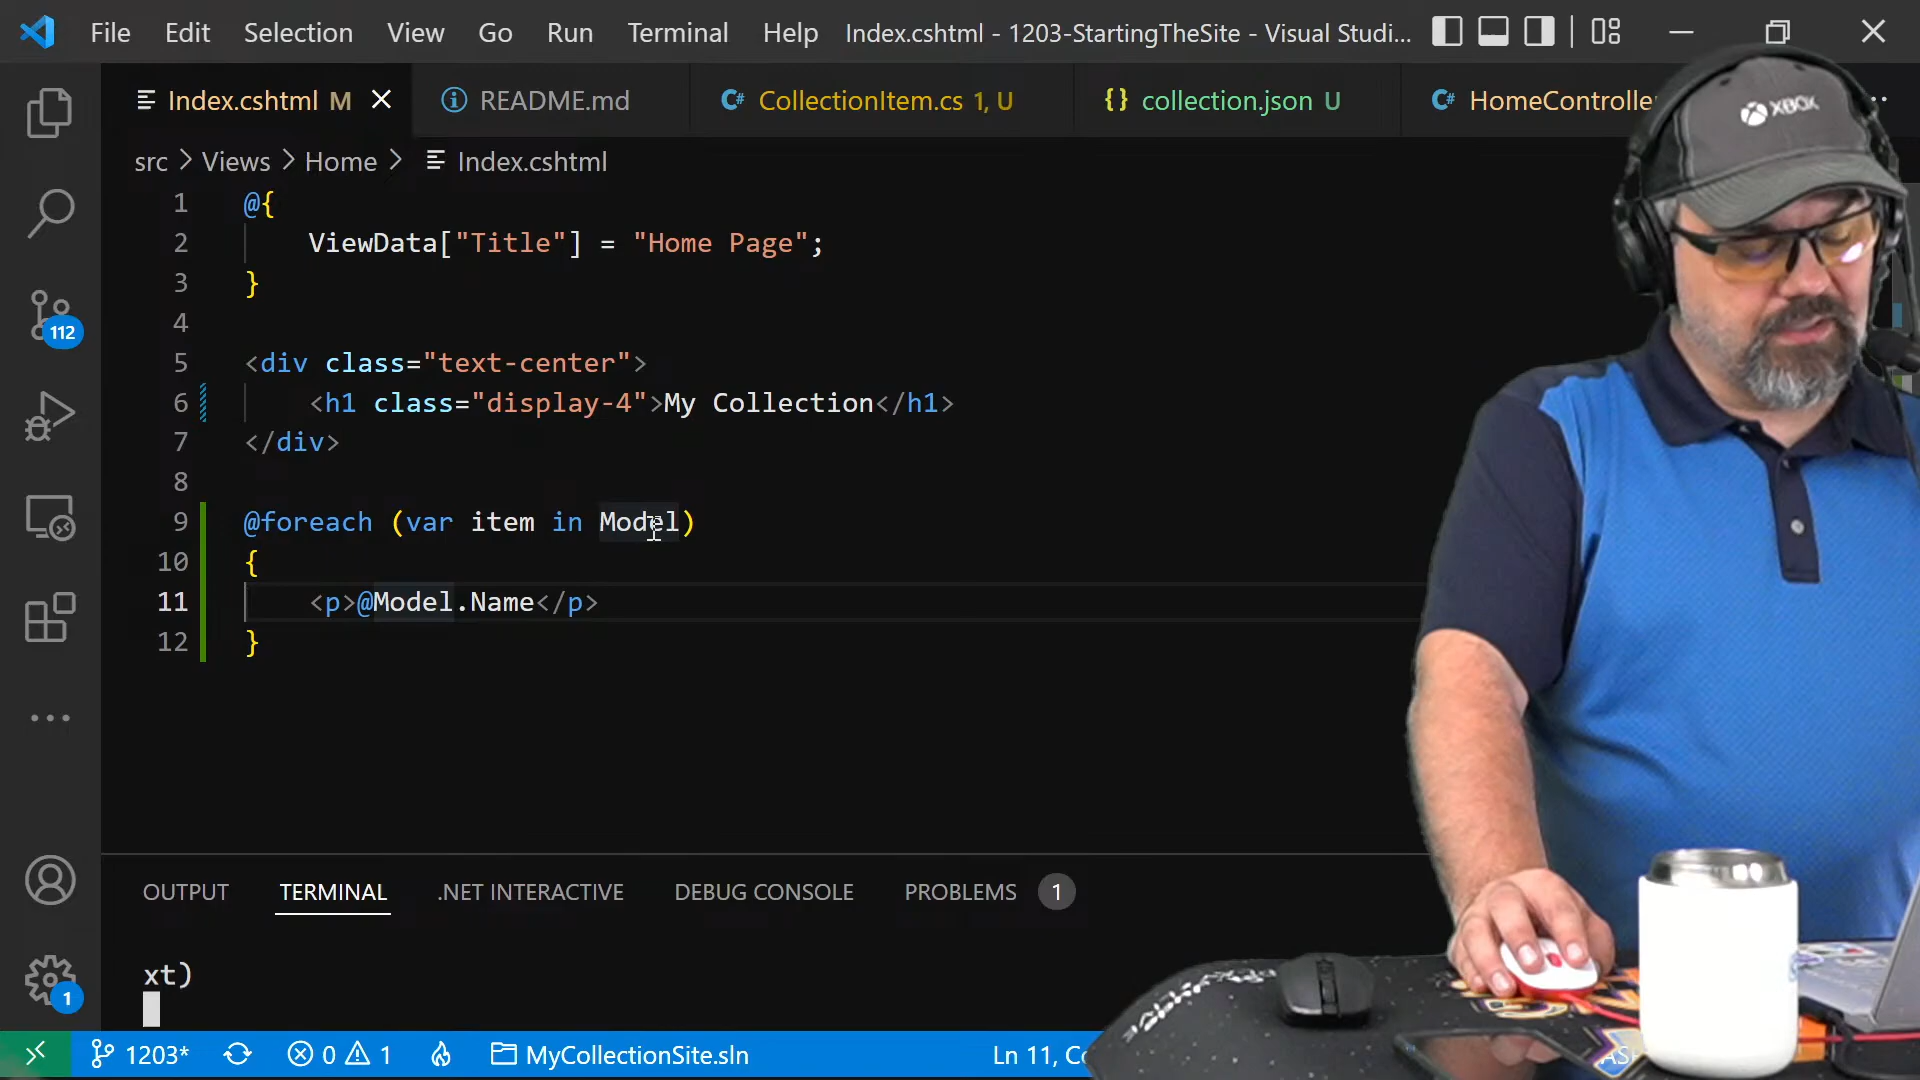 File Edit Selection View Go Run Terminal Help Index.cshtml - 1203-StartingTheSite - Visual Studi...
Index.cshtml M README.md CollectionItem.cs 1, U collection.json U HomeControlle
src > Views > Home > Index.cshtml
1 @{
2 ViewData["Title"] = "Home Page";
3 }
4
5 <div class="text-center">
6 <h1 class="display-4">My Collection</h1>
7 </div>
8
9 @foreach (var item in Model)
10 {
11 <p>@Model.Name</p>
12 }
112
1
OUTPUT TERMINAL .NET INTERACTIVE DEBUG CONSOLE PROBLEMS 1
xt)
1203* 0 1 MyCollectionSite.sln Ln 11, Co
XBOX